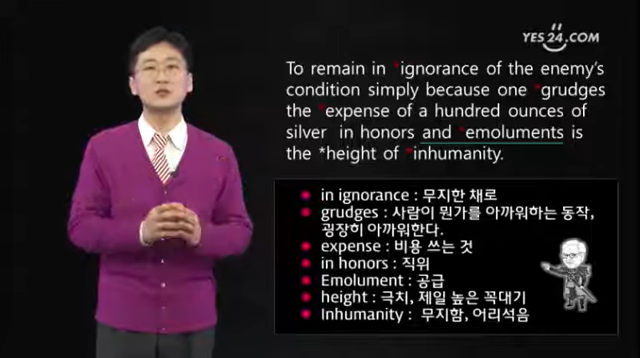 YES24.COM
To remain in *ignorance of the enemy's
condition simply because one *grudges
the *expense of a hundred ounces of
silver in honors and *emoluments is
the *height of *inhumanity.
in ignorance : 무지한 채로
grudges : 사람이 뭔가를 아까워하는 동작,
굉장히 아까워한다.
expense : 비용 쓰는 것
in honors : 직위
Emolument : 공급
height : 극치, 제일 높은 꼭대기
Inhumanity : 무지함, 어리석음